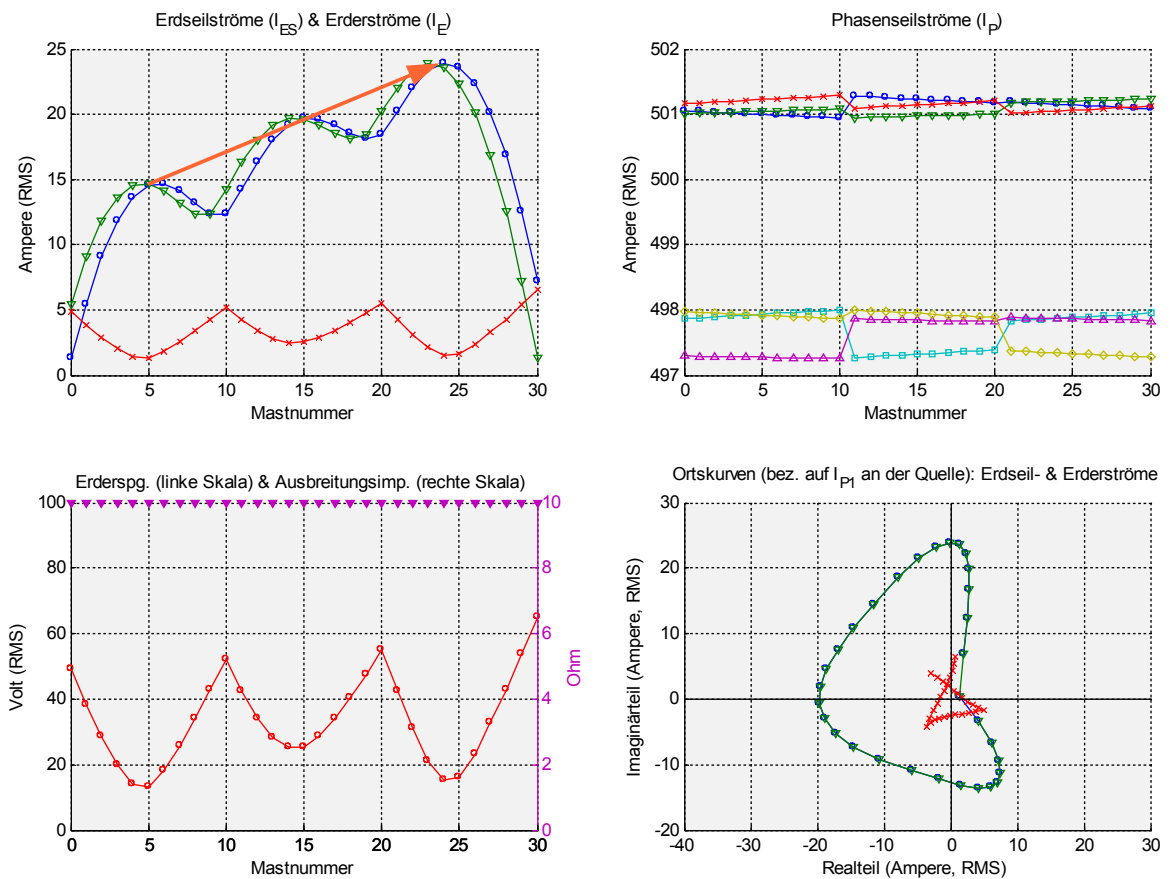 Erdseilströme (I_ES) & Erderströme (I_E)
25
20
15
10
5
0
Ampere (RMS)
0 5 10 15 20 25 30
Mastnummer
Phasenseilströme (I_P)
502
501
500
499
498
497
Ampere (RMS)
0 5 10 15 20 25 30
Mastnummer
Erderspg. (linke Skala) & Ausbreitungsimp. (rechte Skala)
100
80
60
40
20
0
Volt (RMS)
10
8
6
4
2
0
Ohm
0 5 10 15 20 25 30
Mastnummer
Ortskurven (bez. auf I_P1 an der Quelle): Erdseil- & Erderströme
30
20
10
0
-10
-20
Imaginärteil (Ampere, RMS)
-40 -30 -20 -10 0 10 20 30
Realteil (Ampere, RMS)